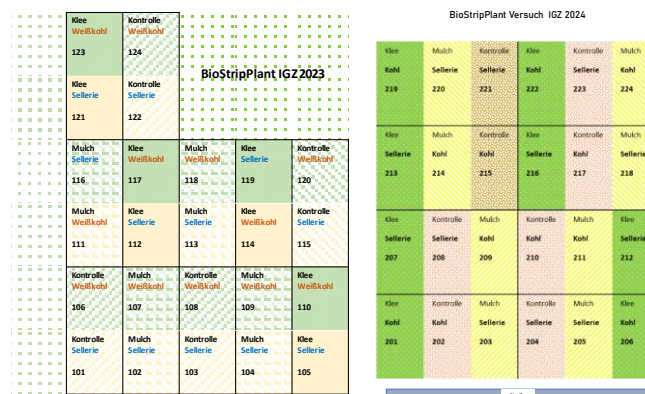 BioStripPlant IGZ2023
Klee Kontrolle
Weißkohl Weißkohl
123 124
Klee Kontrolle
Sellerie Sellerie
121 122
Mulch Klee Mulch Klee Kontrolle
Sellerie Weißkohl Weißkohl Sellerie Weißkohl
116 117 118 119 120
Mulch Klee Mulch Klee Kontrolle
Weißkohl Sellerie Sellerie Weißkohl Sellerie
111 112 113 114 115
Kontrolle Mulch Kontrolle Mulch Klee
Weißkohl Weißkohl Weißkohl Weißkohl Weißkohl
106 107 108 109 110
Kontrolle Mulch Kontrolle Mulch Klee
Sellerie Sellerie Sellerie Sellerie Sellerie
101 102 103 104 105
BioStripPlant Versuch IGZ 2024
Klee Mulch Kontrolle Klee Kontrolle Mulch
Kohl Sellerie Sellerie Kohl Sellerie Kohl
219 220 221 222 223 224
Klee Mulch Kontrolle Klee Kontrolle Mulch
Sellerie Kohl Kohl Sellerie Kohl Sellerie
213 214 215 216 217 218
Klee Kontrolle Mulch Kontrolle Mulch Klee
Sellerie Sellerie Kohl Kohl Kohl Sellerie
207 208 209 210 211 212
Klee Kontrolle Mulch Kontrolle Mulch Klee
Kohl Kohl Sellerie Sellerie Sellerie Kohl
201 202 203 204 205 206